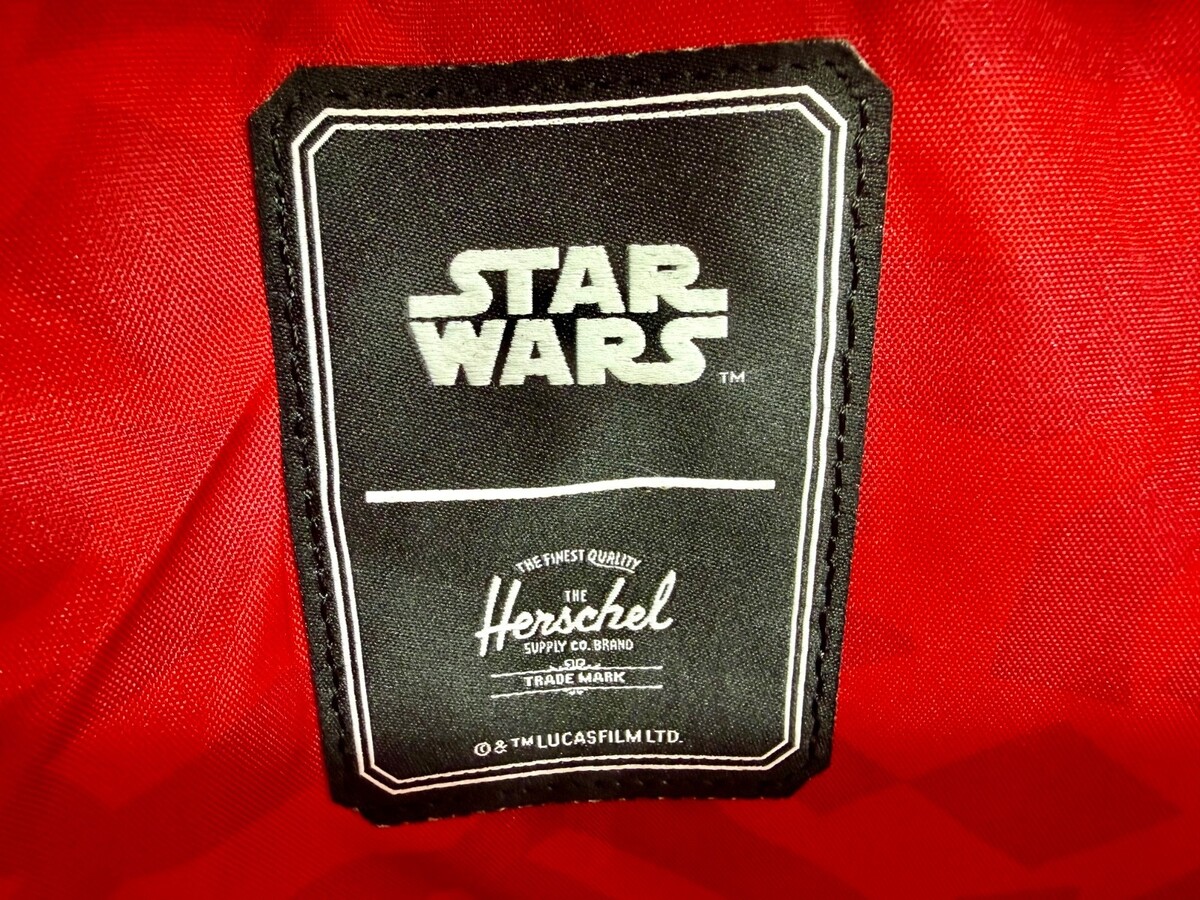 STAR
WARS
TM
THE FINEST QUALITY
THE
Herschel
SUPPLY CO. BRAND
TRADE MARK
© & TM LUCASFILM LTD.